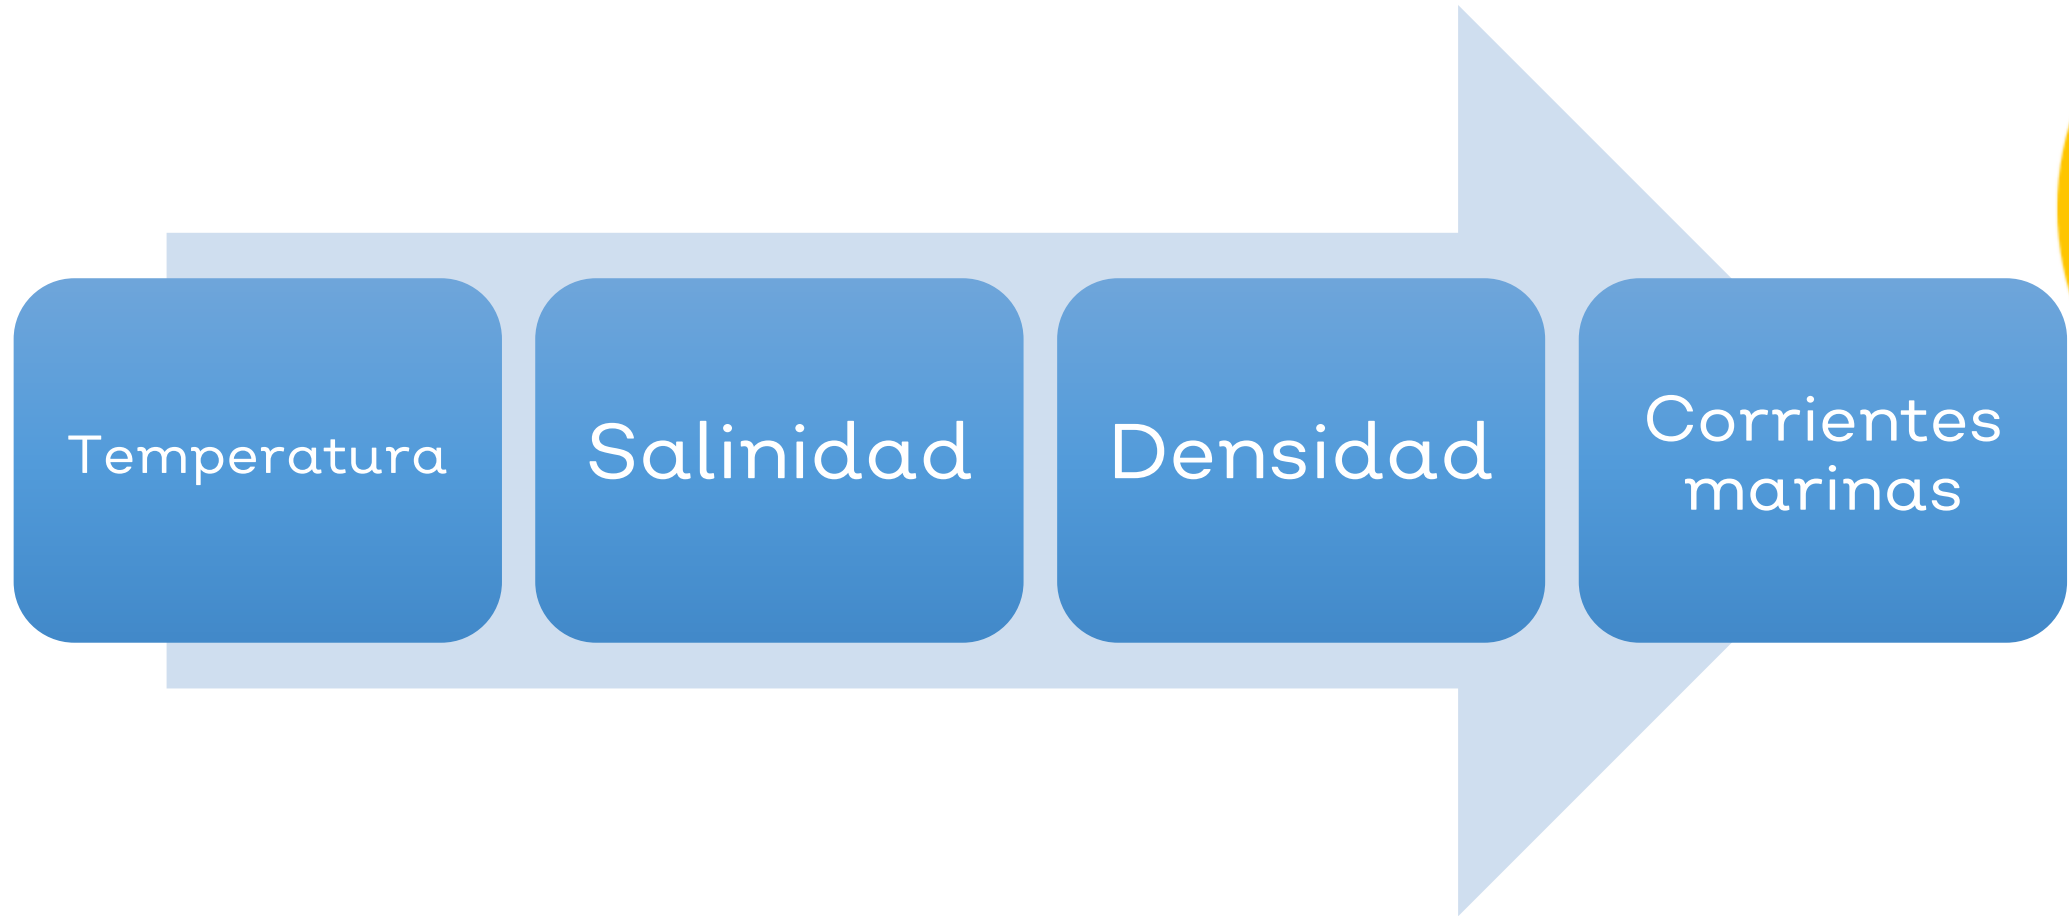 Temperatura
Salinidad
Densidad
Corrientes
marinas